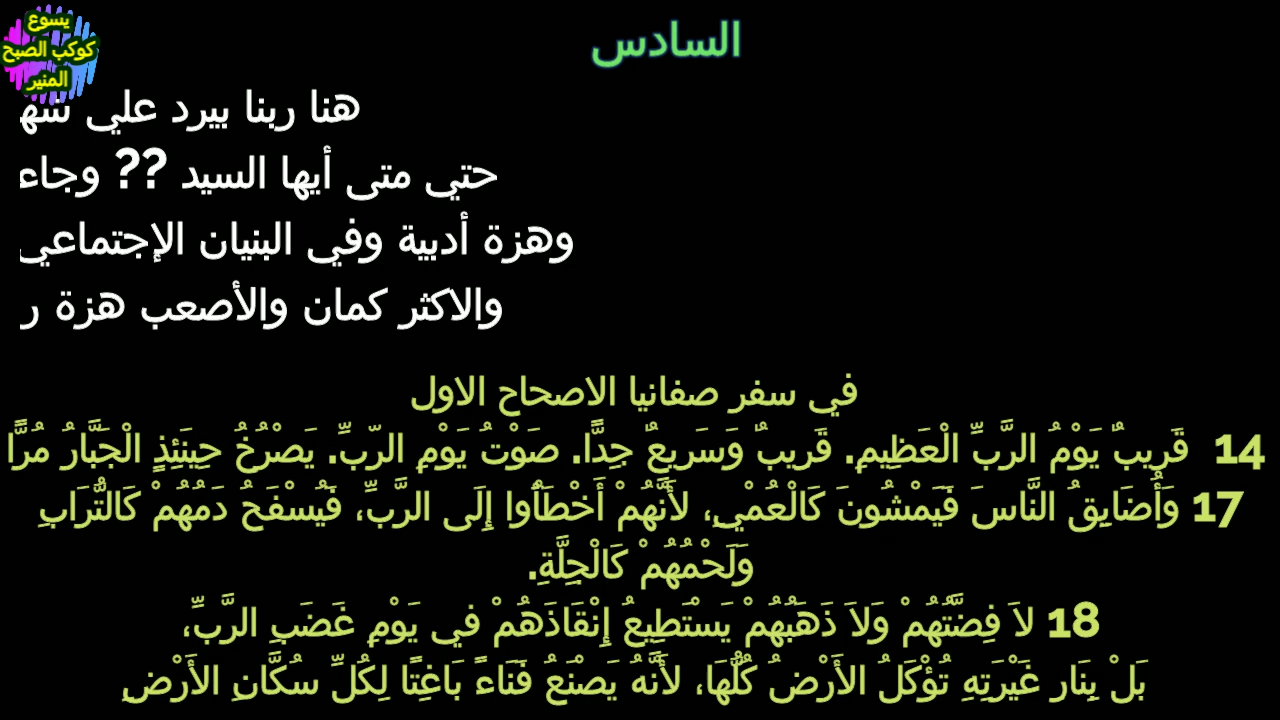 يسوع
كوكب الصبح
المنير
السادس
هنا ربنا بيرد علي
حتي متى أيها السيد ?? وجاء
وهزة أدبية وفي البنيان الإجتماعي
والاكثر كمان والأصعب هزة ر
في سفر صفانيا الاصحاح الاول
14 قَرِيبٌ يَوْمُ الرَّبِّ الْعَظِيمِ. قَرِيبٌ وَسَرِيعٌ جِدًّا. صَوْتُ يَوْمِ الرّبِّ. يَصْرُخُ حِينَئِذٍ الْجَبَّارُ مُرًّا
17 وَأُضَايِقُ النَّاسَ فَيَمْشُونَ كَالْعُمْيِ، لأَنَّهُمْ أَخْطَأُوا إِلَى الرَّبِّ، فَيُسْفَحُ دَمُهُمْ كَالتُّرَابِ
وَلَحْمُهُمْ كَالْجِلَّةِ.
18 لاَ فِضَّتُهُمْ وَلاَ ذَهَبُهُمْ يَسْتَطِيعُ إِنْقَاذَهُمْ في يَوْمِ غَضَبِ الرَّبِّ،
بَلْ بِنَارِ غَيْرَتِهِ تُؤْكَلُ الأَرْضُ كُلُّهَا، لأَنَّهُ يَصْنَعُ فَنَاءً بَاغِتًا لِكُلِّ سُكَّانِ الأَرْضِ